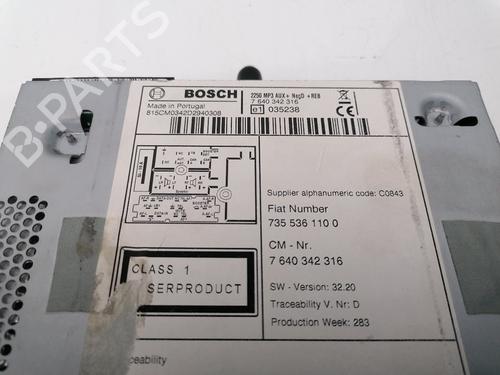 BOSCH
Made in Portugal
815CM0342D2940308
2250 MP3 AUX+ NegD +REB
7 640 342 316
e1 035238
CE
Supplier alphanumeric code: C0843
Fiat Number
735 536 110 0
CM - Nr.
7 640 342 316
SW - Version: 32.20
Traceability V. Nr: D
Production Week: 283
CLASS 1
SERPRODUCT
ceability
B-PARTS